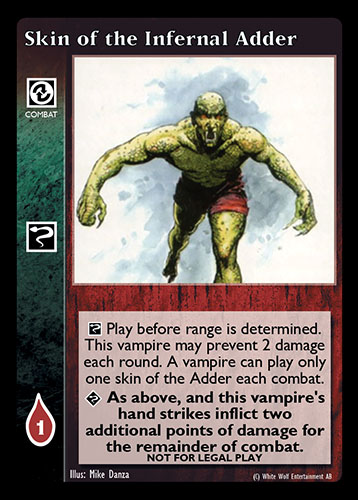 Skin of the Infernal Adder
COMBAT
Play before range is determined.
This vampire may prevent 2 damage
each round. A vampire can play only
one skin of the Adder each combat.
As above, and this vampire's
hand strikes inflict two
additional points of damage for
the remainder of combat.
NOT FOR LEGAL PLAY
1
Illus: Mike Danza
(C) White Wolf Entertainment AB